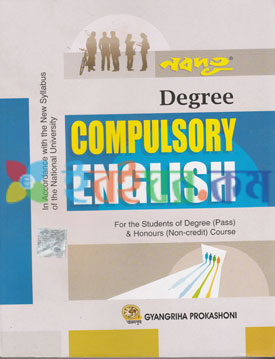 নবদূত
Degree
COMPULSORY
ENGLISH
In Accordance with the New Syllabus
of the National University
For the Students of Degree (Pass)
& Honours (Non-credit) Course
GYANGRIHA PROKASHONI